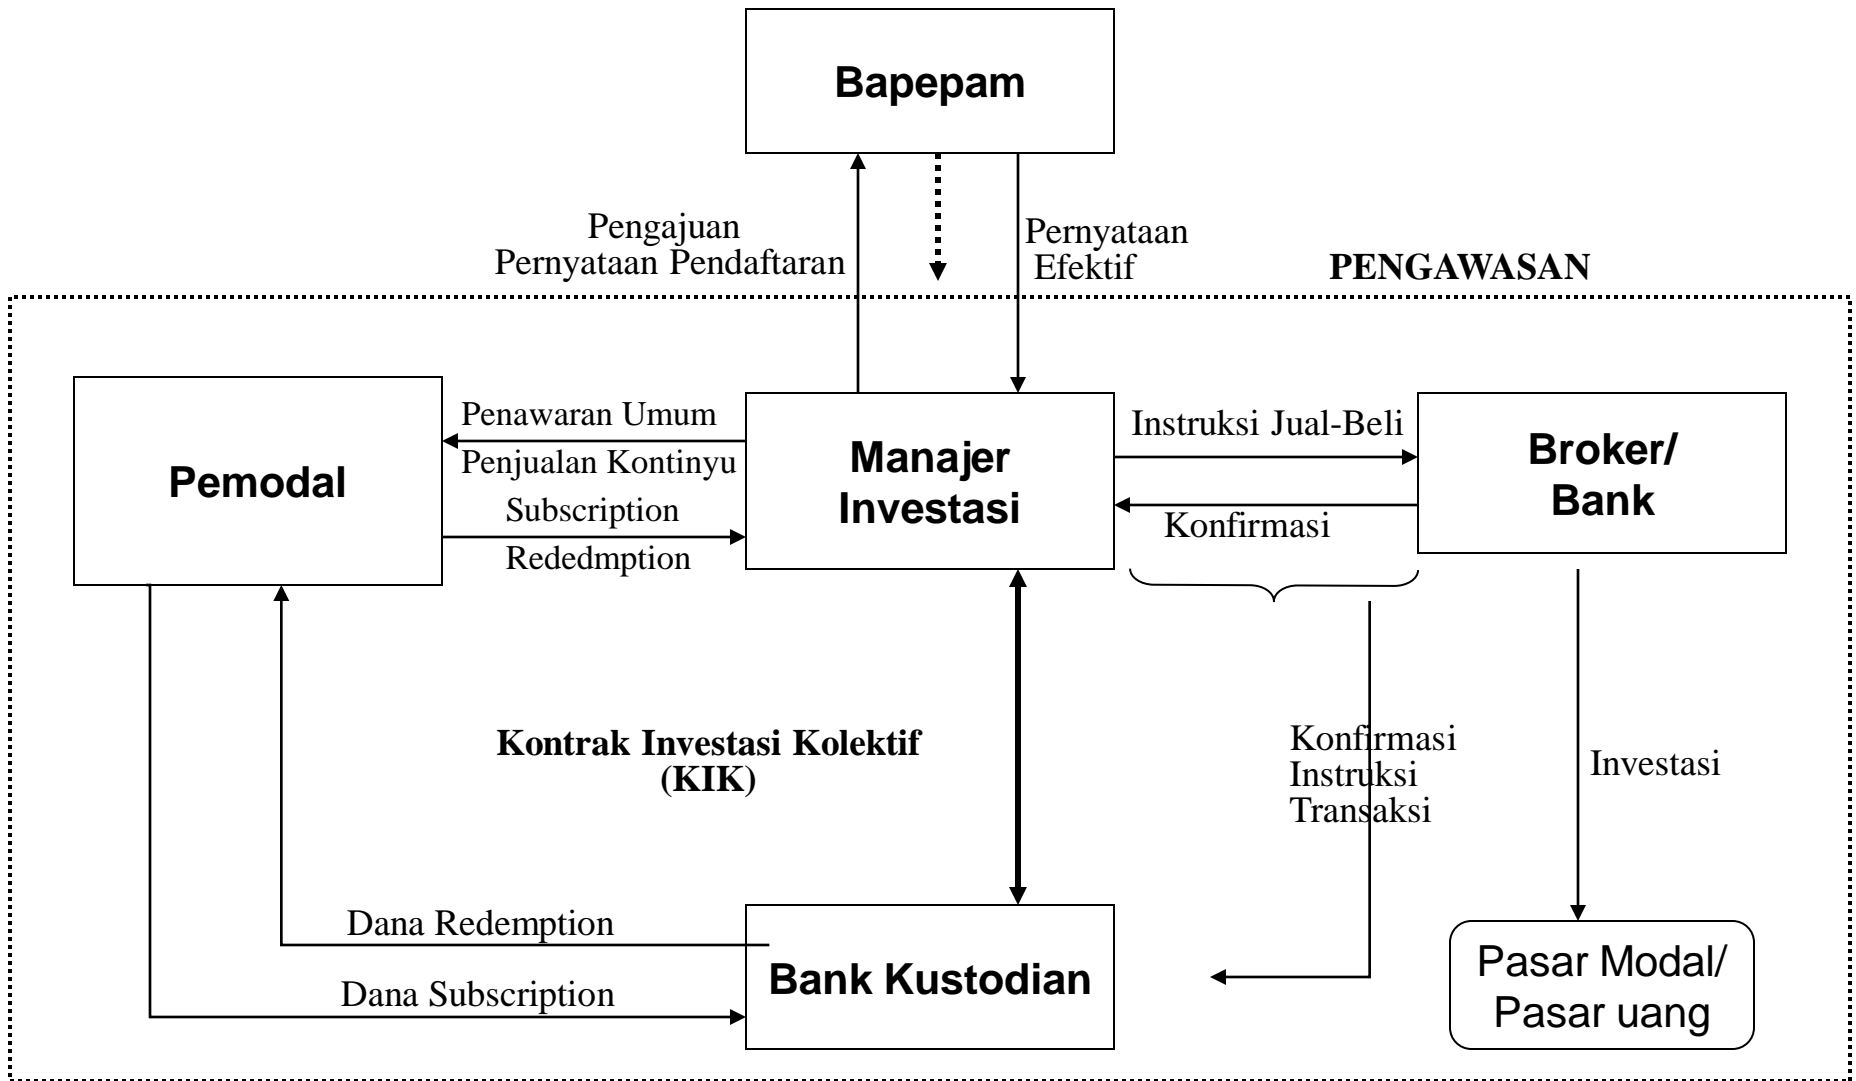 Bapepam
Pengajuan
Pernyataan Pendaftaran
Pernyataan
Efektif
PENGAWASAN
Pemodal
Penawaran Umum
Penjualan Kontinyu
Subscription
Rededmption
Manajer
Investasi
Instruksi Jual-Beli
Konfirmasi
Broker/
Bank
Kontrak Investasi Kolektif
(KIK)
Konfirmasi
Instruksi
Transaksi
Investasi
Dana Redemption
Dana Subscription
Bank Kustodian
Pasar Modal/
Pasar uang